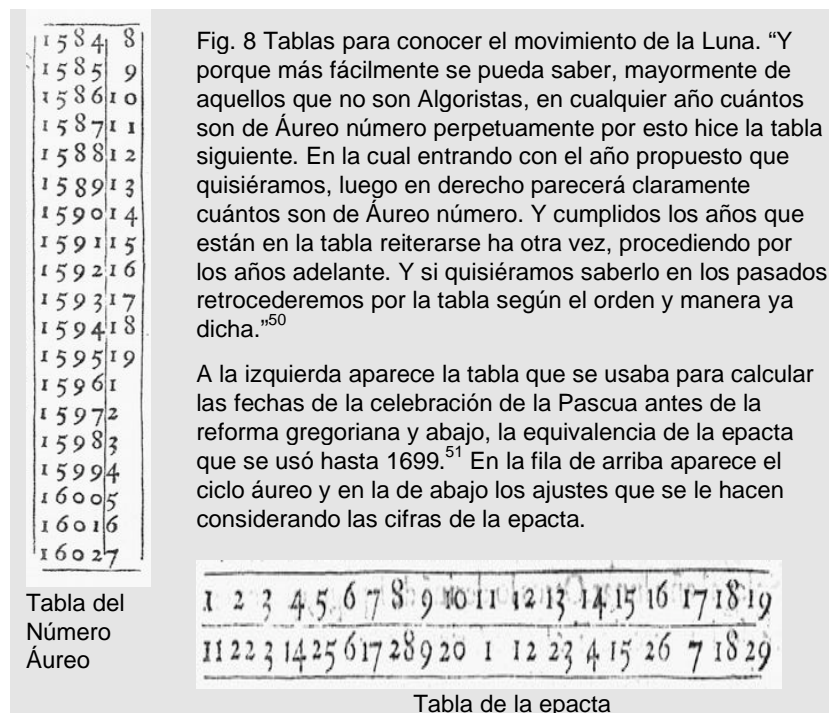 1584 8
1585 9
1586 10
1587 11
1588 12
1589 13
1590 14
1591 15
1592 16
1593 17
1594 18
1595 19
1596 1
1597 2
1598 3
1599 4
1600 5
1601 6
1602 7
Tabla del
Número
Áureo
Fig. 8 Tablas para conocer el movimiento de la Luna. “Y
porque más fácilmente se pueda saber, mayormente de
aquellos que no son Algoristas, en cualquier año cuántos
son de Áureo número perpetuamente por esto hice la tabla
siguiente. En la cual entrando con el año propuesto que
quisiéramos, luego en derecho parecerá claramente
cuántos son de Áureo número. Y cumplidos los años que
están en la tabla reiterarse ha otra vez, procediendo por
los años adelante. Y si quisiéramos saberlo en los pasados
retrocederemos por la tabla según el orden y manera ya
dicha.”50
A la izquierda aparece la tabla que se usaba para calcular
las fechas de la celebración de la Pascua antes de la
reforma gregoriana y abajo, la equivalencia de la epacta
que se usó hasta 1699.51 En la fila de arriba aparece el
ciclo áureo y en la de abajo los ajustes que se le hacen
considerando las cifras de la epacta.
1 2 3 4 5 6 7 8 9 10 11 12 13 14 15 16 17 18 19
11 22 3 14 25 6 17 28 9 20 1 12 23 4 15 26 7 18 29
Tabla de la epacta